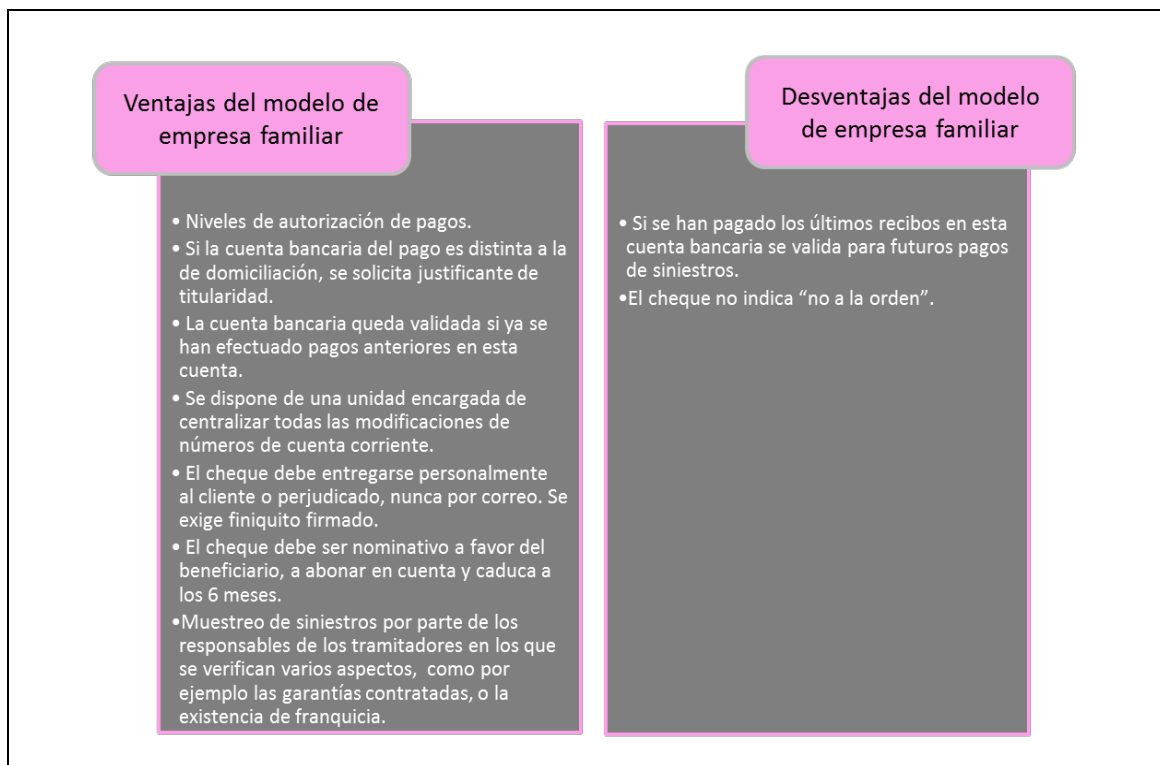 Ventajas del modelo de
empresa familiar
• Niveles de autorización de pagos.
• Si la cuenta bancaria del pago es distinta a la
de domiciliación, se solicita justificante de
titularidad.
• La cuenta bancaria queda validada si ya se
han efectuado pagos anteriores en esta
cuenta.
• Se dispone de una unidad encargada de
centralizar todas las modificaciones de
números de cuenta corriente.
• El cheque debe entregarse personalmente
al cliente o perjudicado, nunca por correo. Se
exige finiquito firmado.
• El cheque debe ser nominativo a favor del
beneficiario, a abonar en cuenta y caduca a
los 6 meses.
•Muestreo de siniestros por parte de los
responsables de los tramitadores en los que
se verifican varios aspectos, como por
ejemplo las garantías contratadas, o la
existencia de franquicia.
Desventajas del modelo
de empresa familiar
• Si se han pagado los últimos recibos en esta
cuenta bancaria se valida para futuros pagos
de siniestros.
•El cheque no indica “no a la orden”.